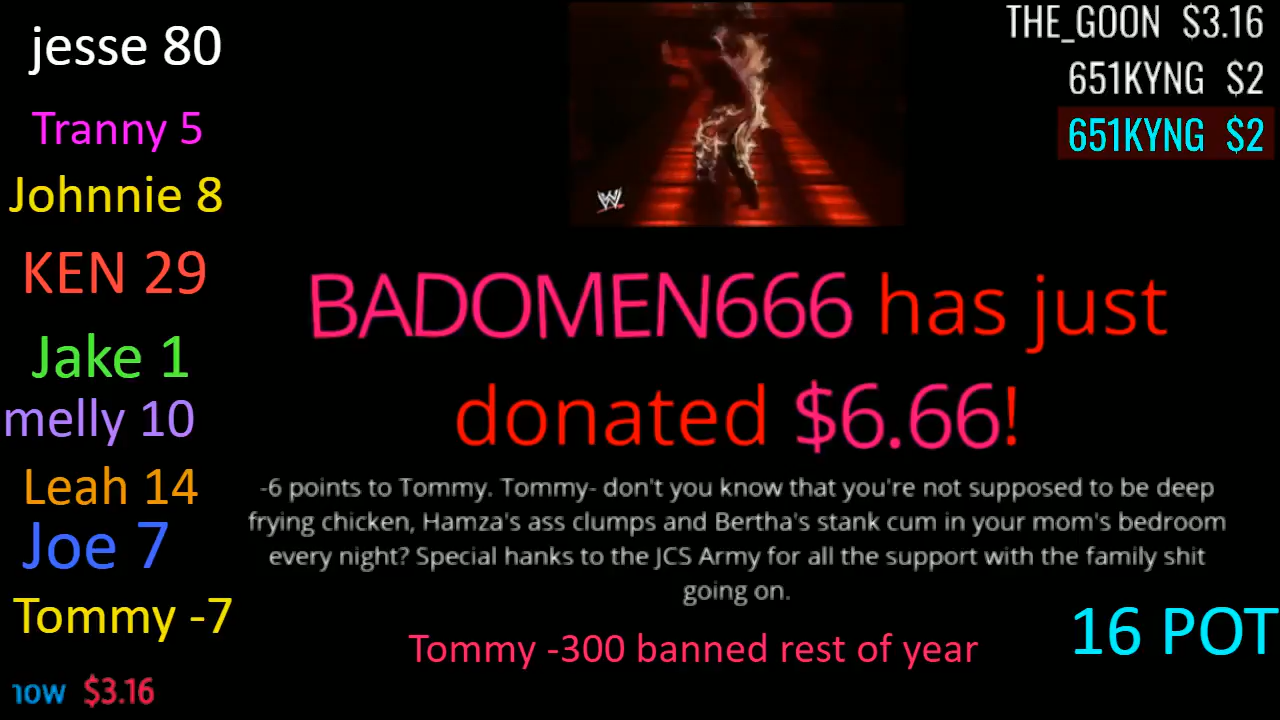 jesse 80
Tranny 5
Johnnie 8
KEN 29
Jake 1
melly 10
Leah 14
Joe 7
Tommy -7
now $3.16
THE_GOON $3.16
651KYNG $2
651KYNG $2
W
BADOMEN666 has just
donated $6.66!
-6 points to Tommy. Tommy- don't you know that you're not supposed to be deep
frying chicken, Hamza's ass clumps and Bertha's stank cum in your mom's bedroom
every night? Special hanks to the JCS Army for all the support with the family shit
going on.
Tommy -300 banned rest of year
16 POT